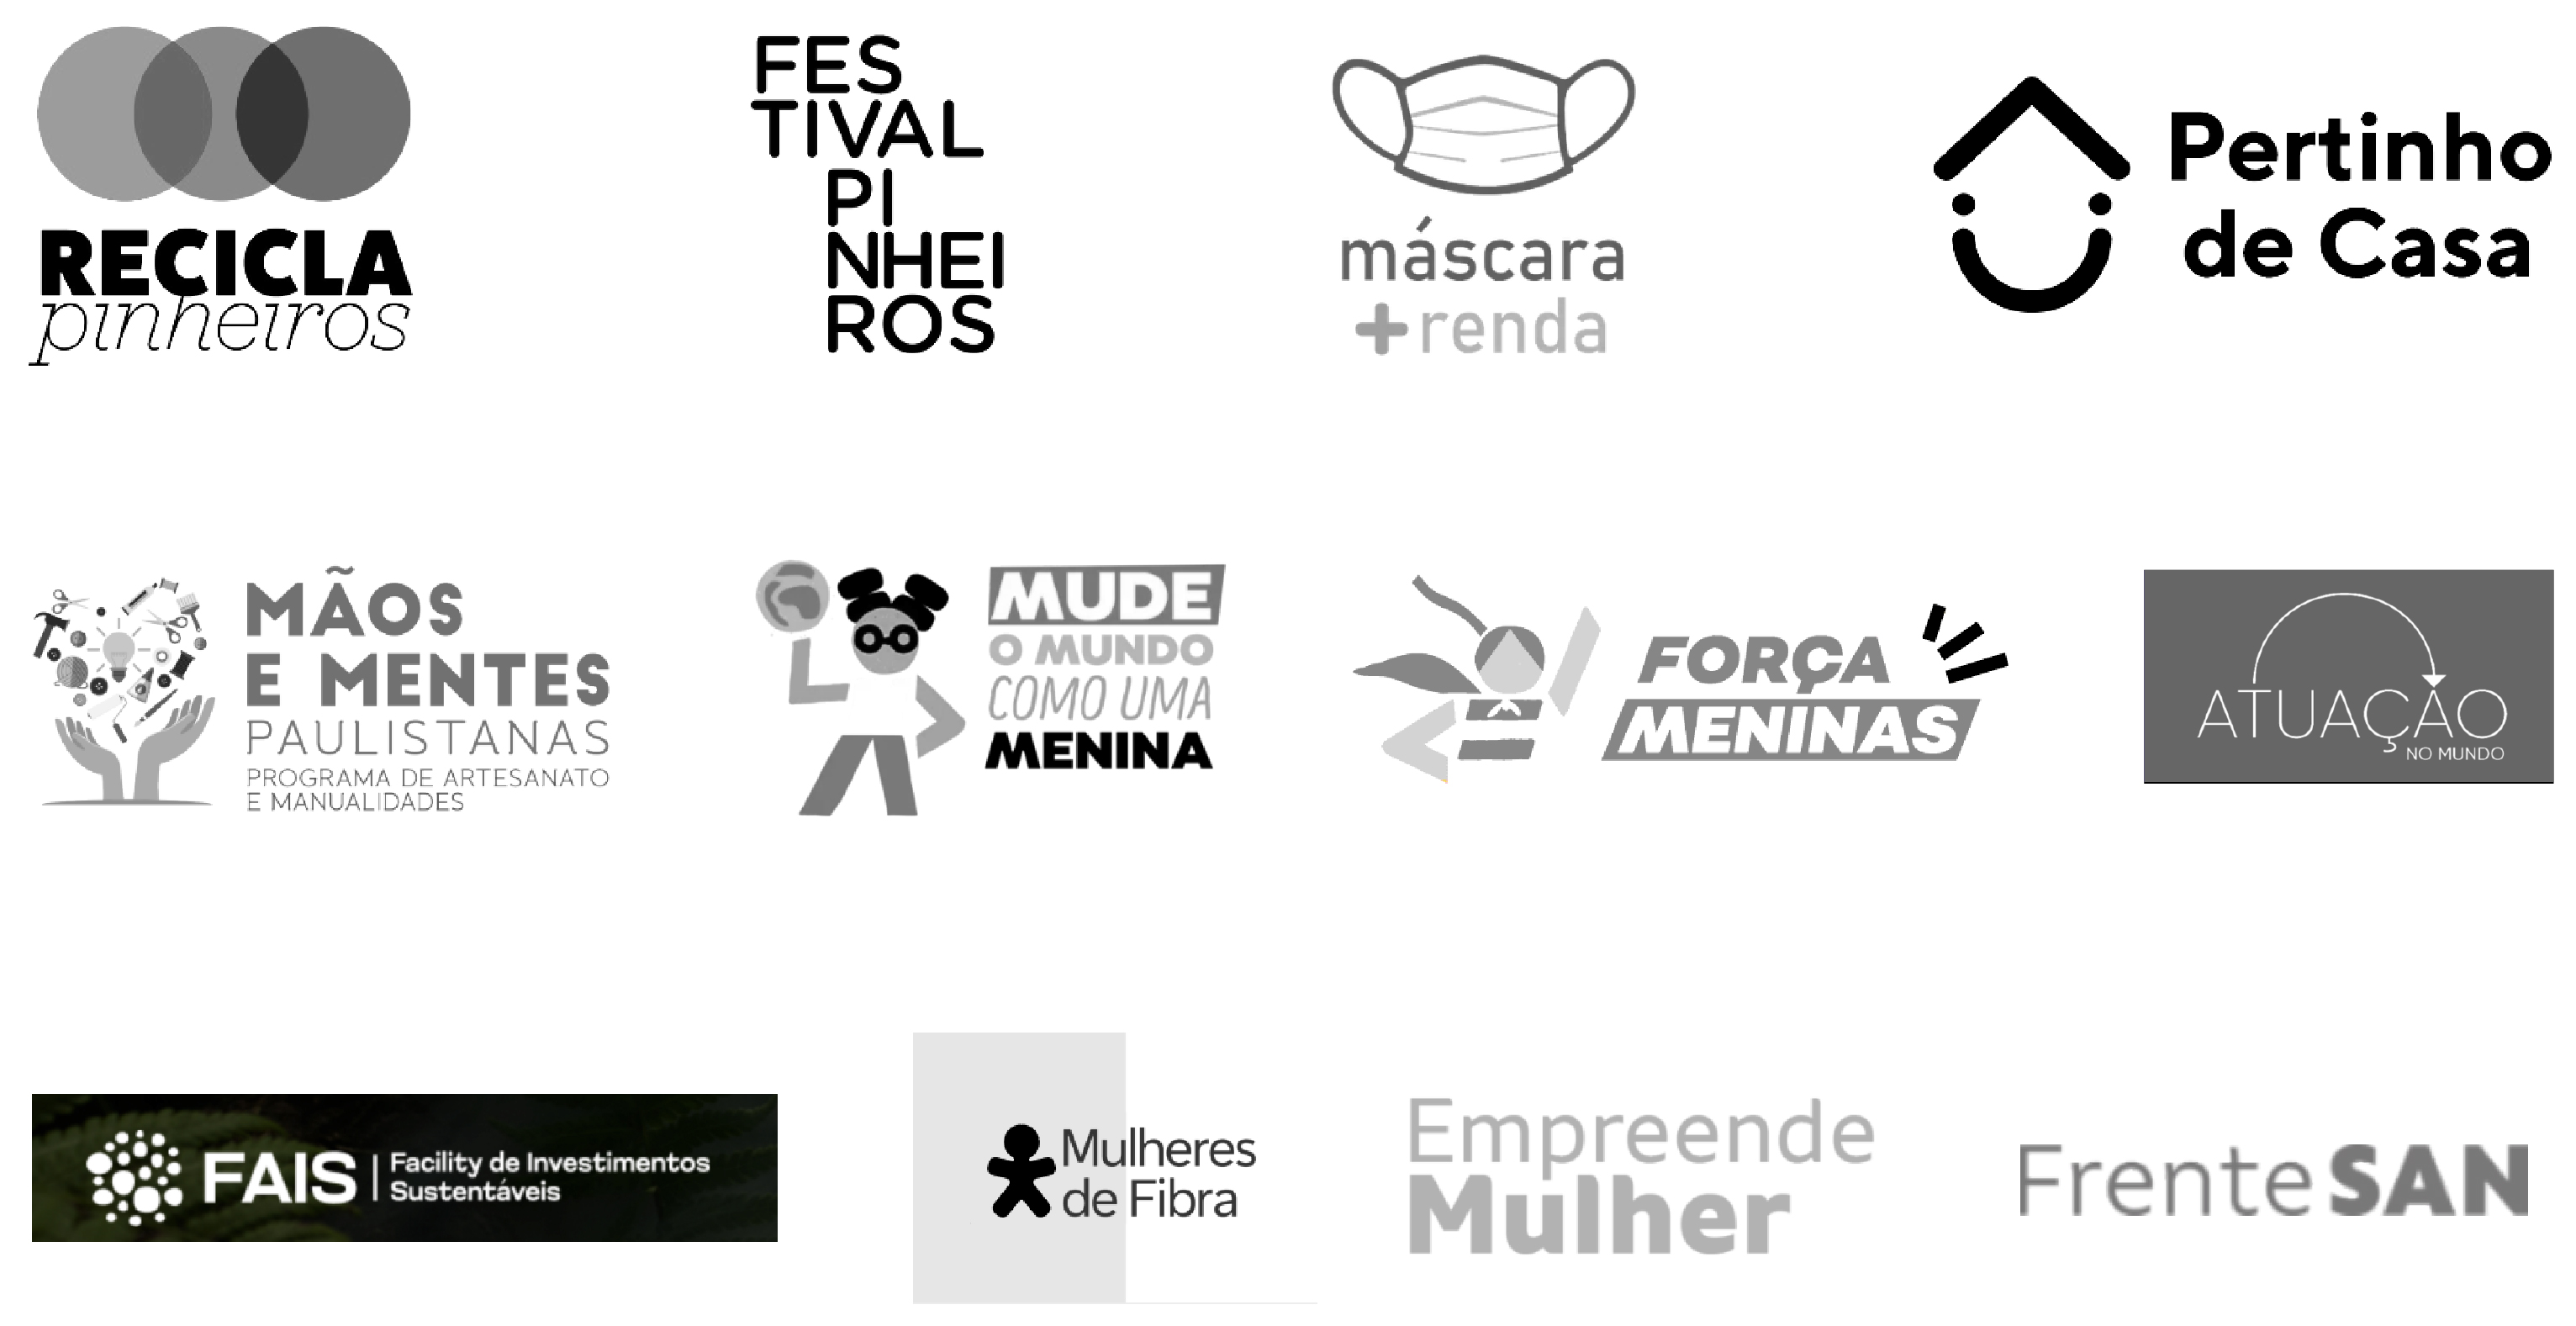 RECICLA
pinheiros
FES
TIVAL
PI
NHEI
ROS
máscara
+renda
Pertinho
de Casa
MÃOS
E MENTES
PAULISTANAS
PROGRAMA DE ARTESANATO
E MANUALIDADES
MUDE
O MUNDO
COMO UMA
MENINA
FORÇA
MENINAS
ATUAÇÃO
NO MUNDO
FAIS
Facility de Investimentos
Sustentáveis
Mulheres
de Fibra
Empreende
Mulher
Frente SAN